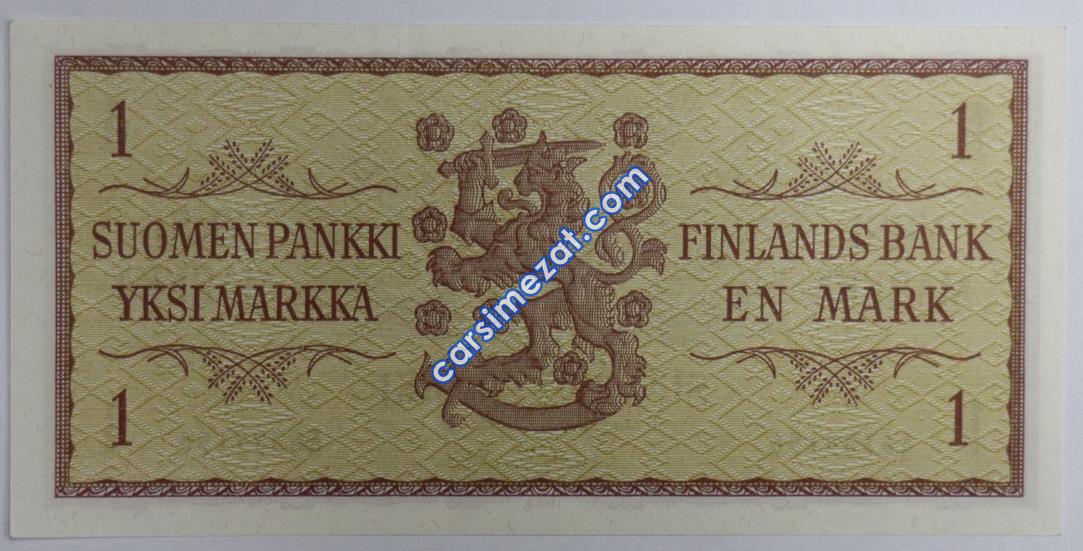 1
1
SUOMEN PANKKI
YKSI MARKKA
FINLANDS BANK
EN MARK
1
1
carsimezat.com